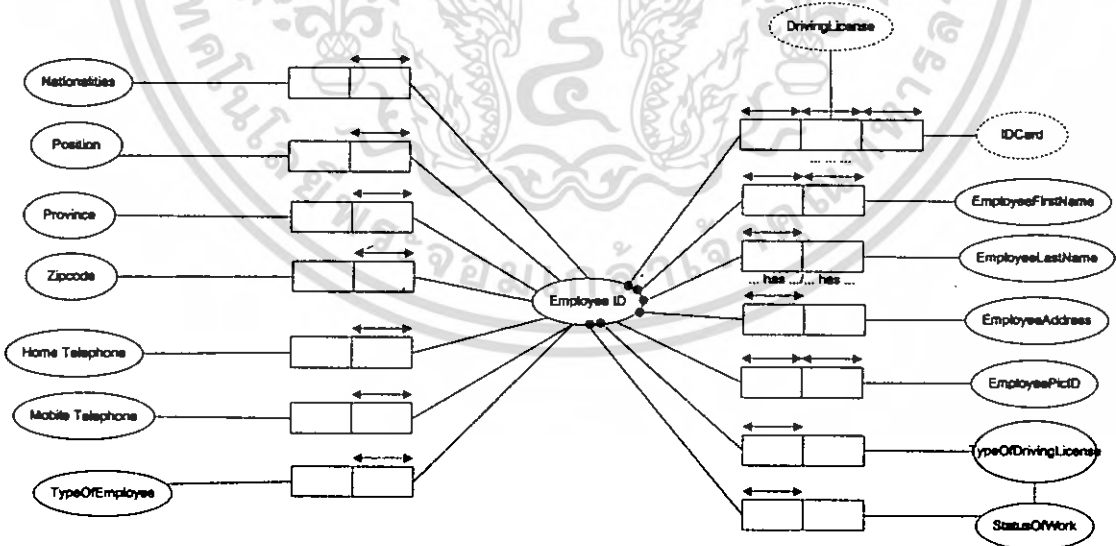 DrivingLicense
Nationalities
IDCard
Position
... ... ...
EmployeeFirstName
Province
EmployeeLastName
Zipcode
... has .../... has ...
Employee ID
EmployeeAddress
Home Telephone
EmployeePicID
Mobile Telephone
TypeOfDrivingLicense
TypeOfEmployee
StatusOfWork